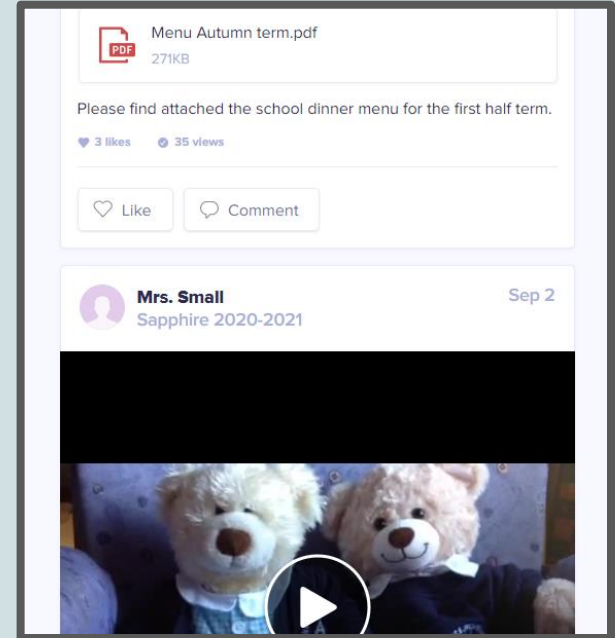 PDF
Menu Autumn term.pdf
271KB
Please find attached the school dinner menu for the first half term.
3 likes 35 views
Like Comment
Mrs. Small Sep 2
Sapphire 2020-2021